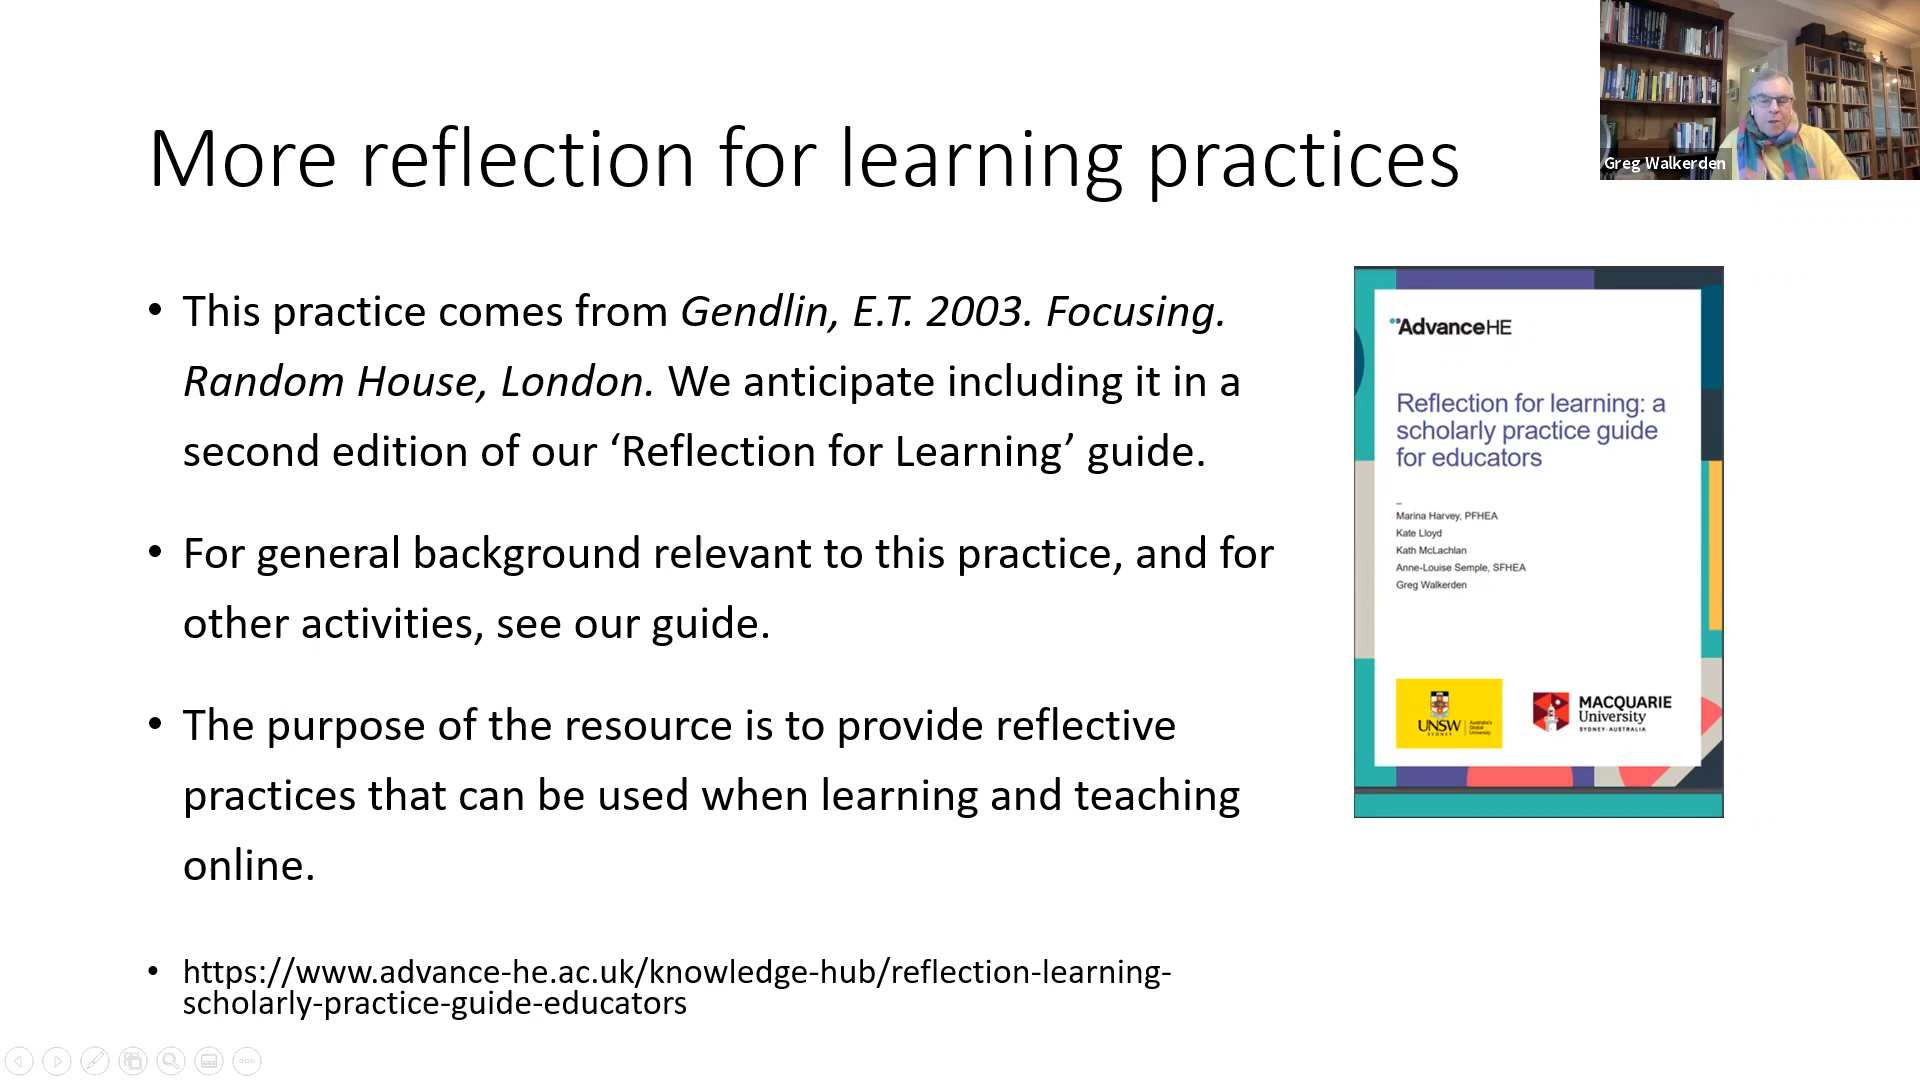 More reflection for learning practices
Greg Walkerden
• This practice comes from Gendlin, E.T. 2003. Focusing.
Random House, London. We anticipate including it in a
second edition of our ‘Reflection for Learning’ guide.
• For general background relevant to this practice, and for
other activities, see our guide.
• The purpose of the resource is to provide reflective
practices that can be used when learning and teaching
online.
• https://www.advance-he.ac.uk/knowledge-hub/reflection-learning-
scholarly-practice-guide-educators
AdvanceHE
Reflection for learning: a
scholarly practice guide
for educators
–
Marina Harvey, PFHEA
Kate Lloyd
Kath McLachlan
Anne-Louise Semple, SFHEA
Greg Walkerden
UNSW
SYDNEY
Australia's
Global
University
MACQUARIE
University
SYDNEY·AUSTRALIA